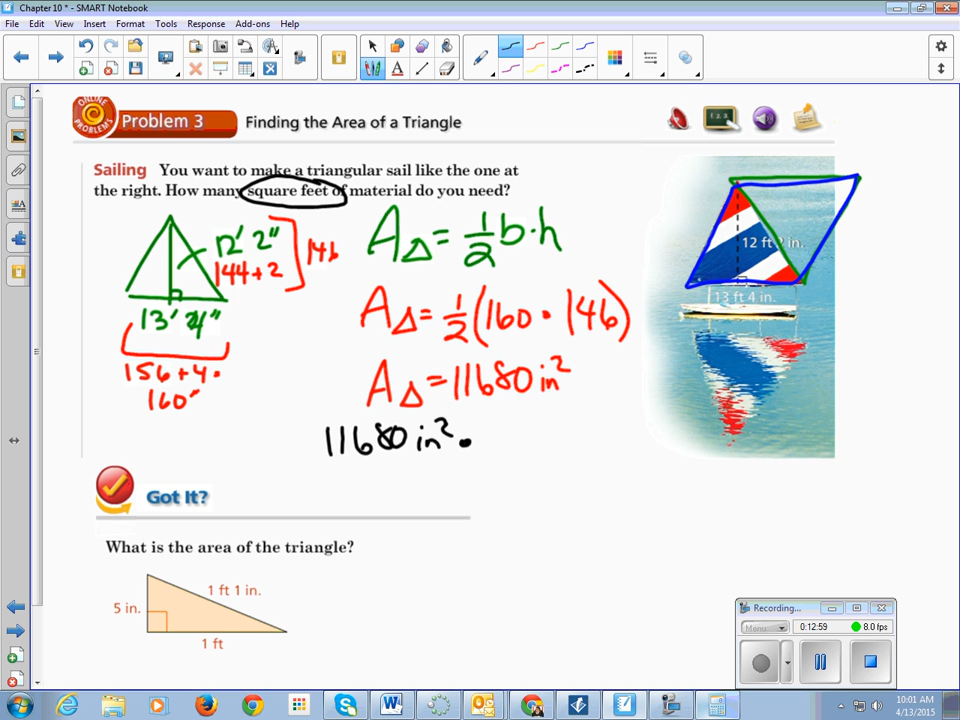 Chapter 10 * - SMART Notebook
File Edit View Insert Format Tools Response Add-ons Help
ONLINE PROBLEMS
Problem 3 Finding the Area of a Triangle
Sailing You want to make a triangular sail like the one at
the right. How many square feet of material do you need?
12' 2"
144+2
146
13' 4"
156+4
160"
A△ = 1/2 b·h
A△ = 1/2 (160 • 146)
A△ = 11680 in²
11680 in² •
12 ft 2 in.
13 ft 4 in.
Got It?
What is the area of the triangle?
5 in.
1 ft 1 in.
1 ft
Recording...
Menu
0:12:59
8.0 fps
10:01 AM
4/13/2015